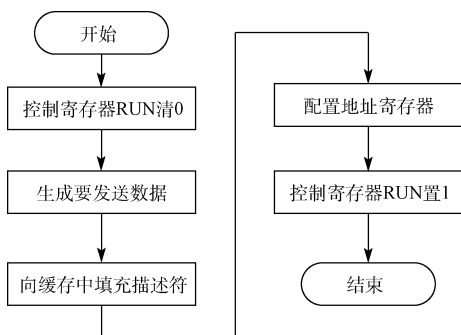 开始
控制寄存器RUN清0
生成要发送数据
向缓存中填充描述符
配置地址寄存器
控制寄存器RUN置1
结束